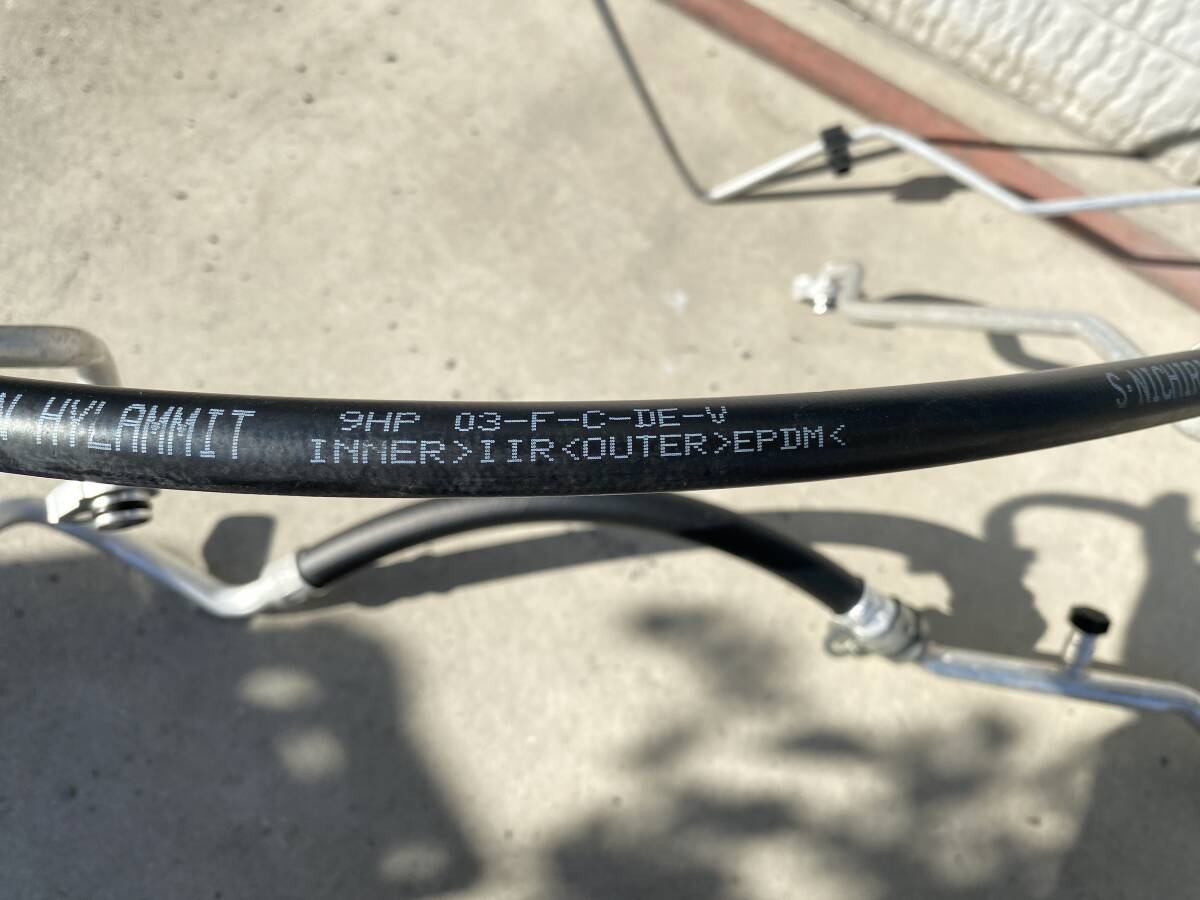 HYLAMMIT
9HP 03-F-C-DE-V
INNER>IIR<OUTER>EPDM<
S-NICHIR